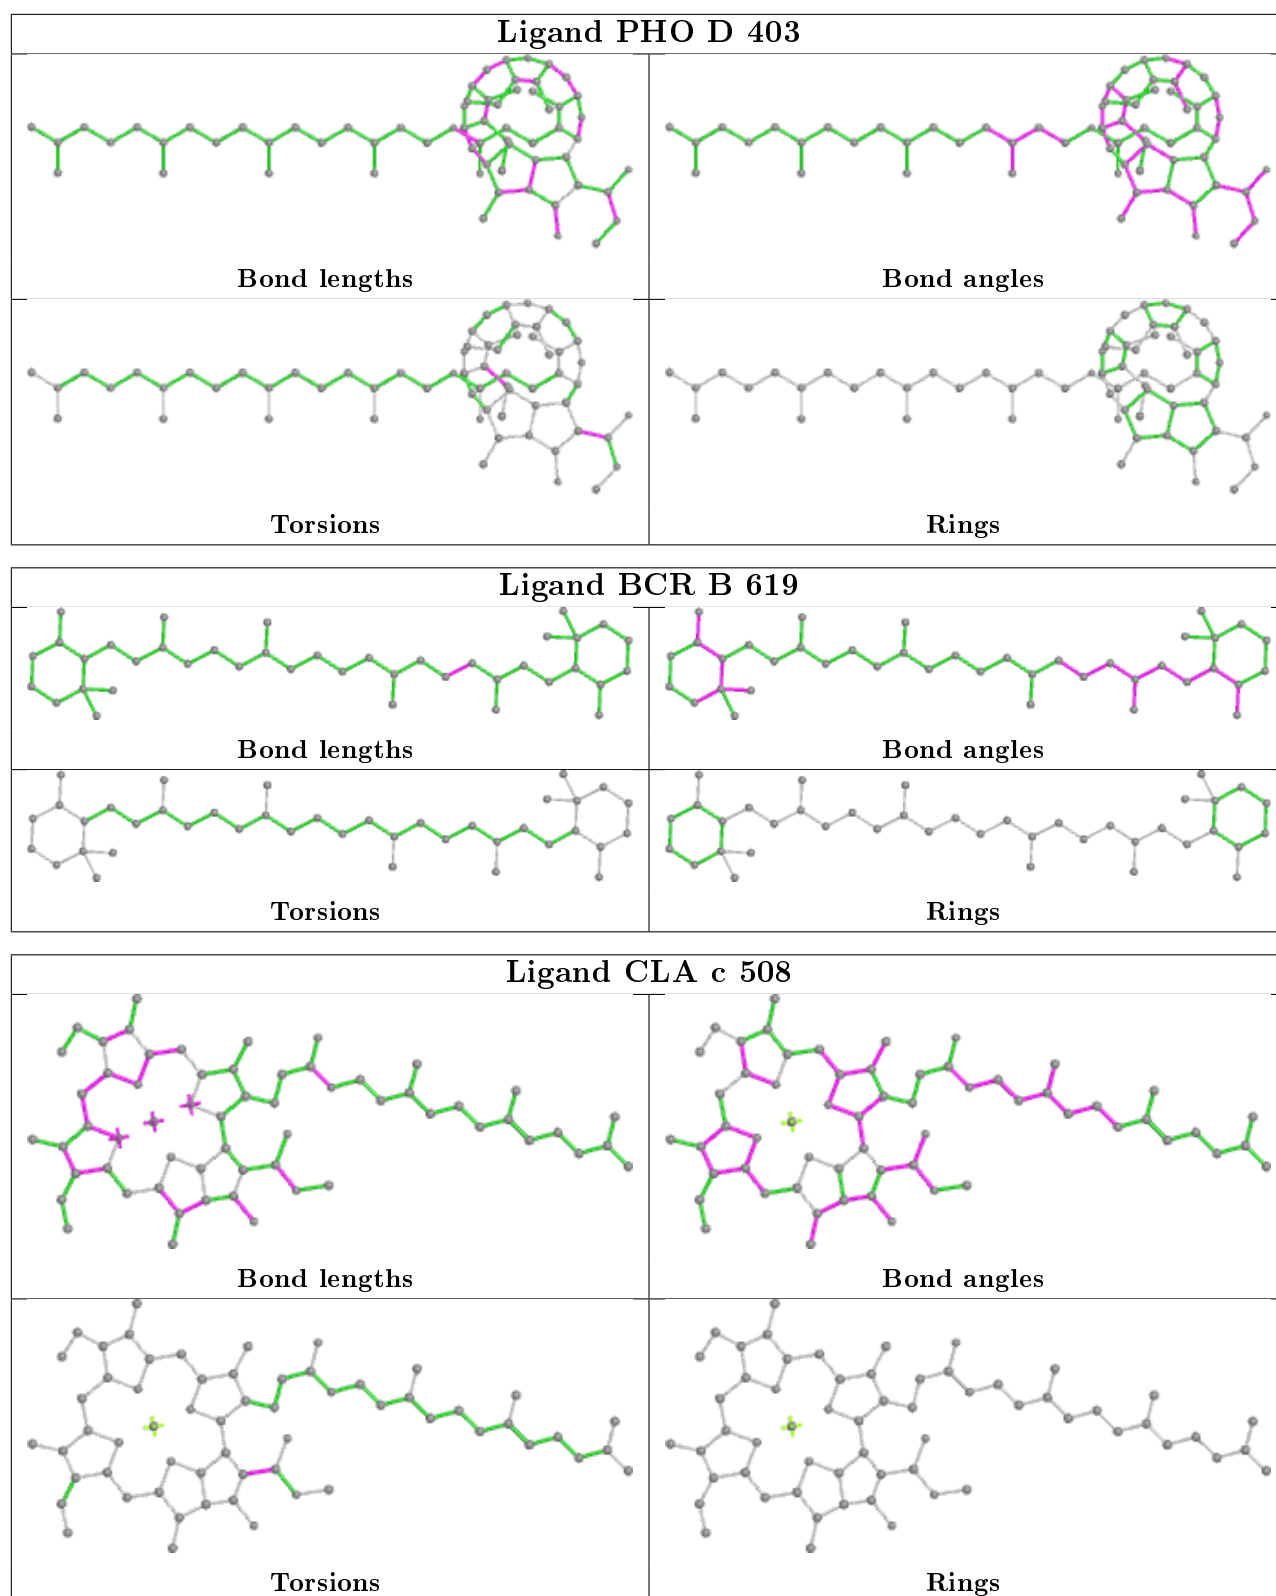 Ligand PHO D 403
Bond lengths
Bond angles
Torsions
Rings
Ligand BCR B 619
Bond lengths
Bond angles
Torsions
Rings
Ligand CLA c 508
Bond lengths
Bond angles
Torsions
Rings